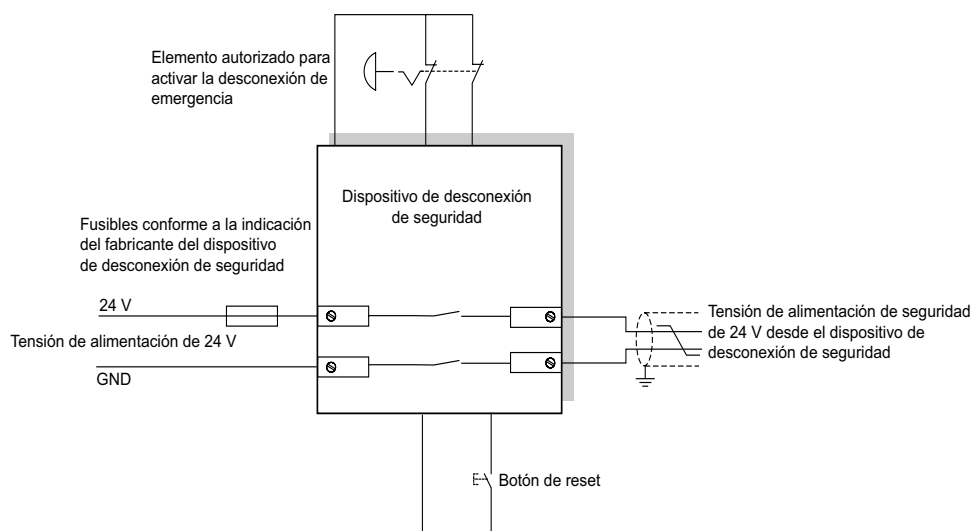 Elemento autorizado para
activar la desconexión de
emergencia
Dispositivo de desconexión
de seguridad
Fusibles conforme a la indicación
del fabricante del dispositivo
de desconexión de seguridad
24 V
Tensión de alimentación de 24 V
GND
Tensión de alimentación de seguridad
de 24 V desde el dispositivo de
desconexión de seguridad
Botón de reset